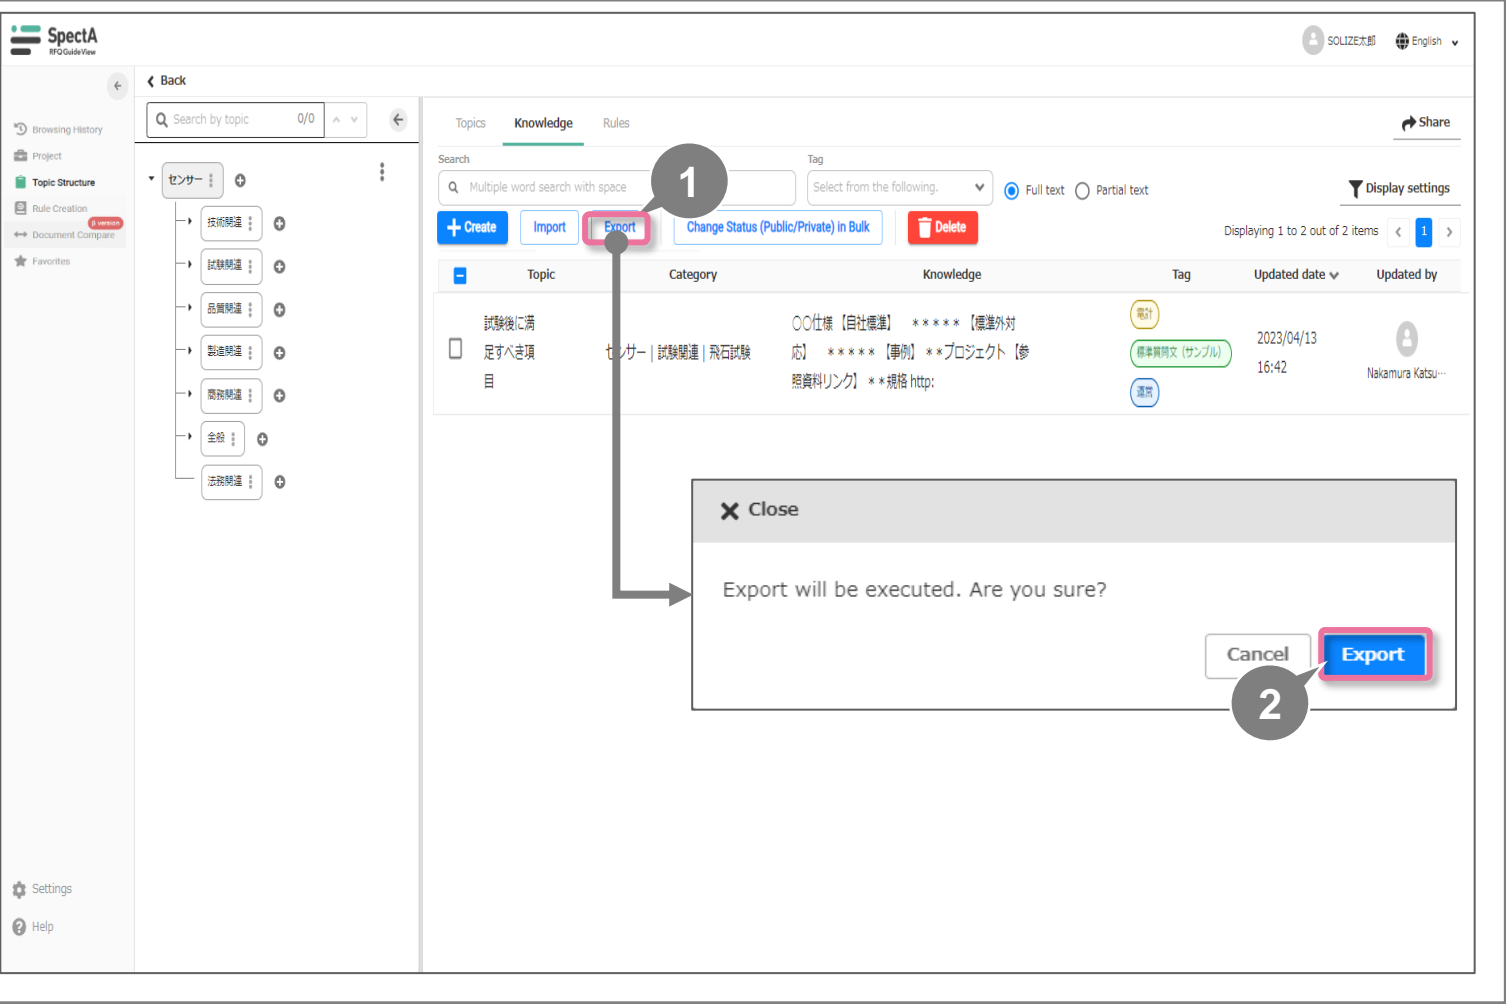 SpectA
RFQ GuideView
SOLIZE太郎
English
Back
Browsing History
Project
Topic Structure
Rule Creation
β version
Document Compare
Favorites
Settings
Help
Search by topic
0/0
センサー
技術関連
試験関連
品質関連
製造関連
商務関連
全般
法務関連
Topics
Knowledge
Rules
Share
Search
Tag
Multiple word search with space
Select from the following.
Full text
Partial text
Display settings
1
Create
Import
Export
Change Status (Public/Private) in Bulk
Delete
Displaying 1 to 2 out of 2 items
1
Topic
Category
Knowledge
Tag
Updated date
Updated by
試験後に満
足すべき項
目
センサー | 試験関連 | 飛石試験
〇〇仕様【自社標準】 ＊＊＊＊＊【標準外対
応】 ＊＊＊＊＊【事例】＊＊プロジェクト【参
照資料リンク】＊＊規格 http:
電計
標準質問文（サンプル）
運営
2023/04/13
16:42
Nakamura Katsu…
Close
Export will be executed. Are you sure?
Cancel
Export
2